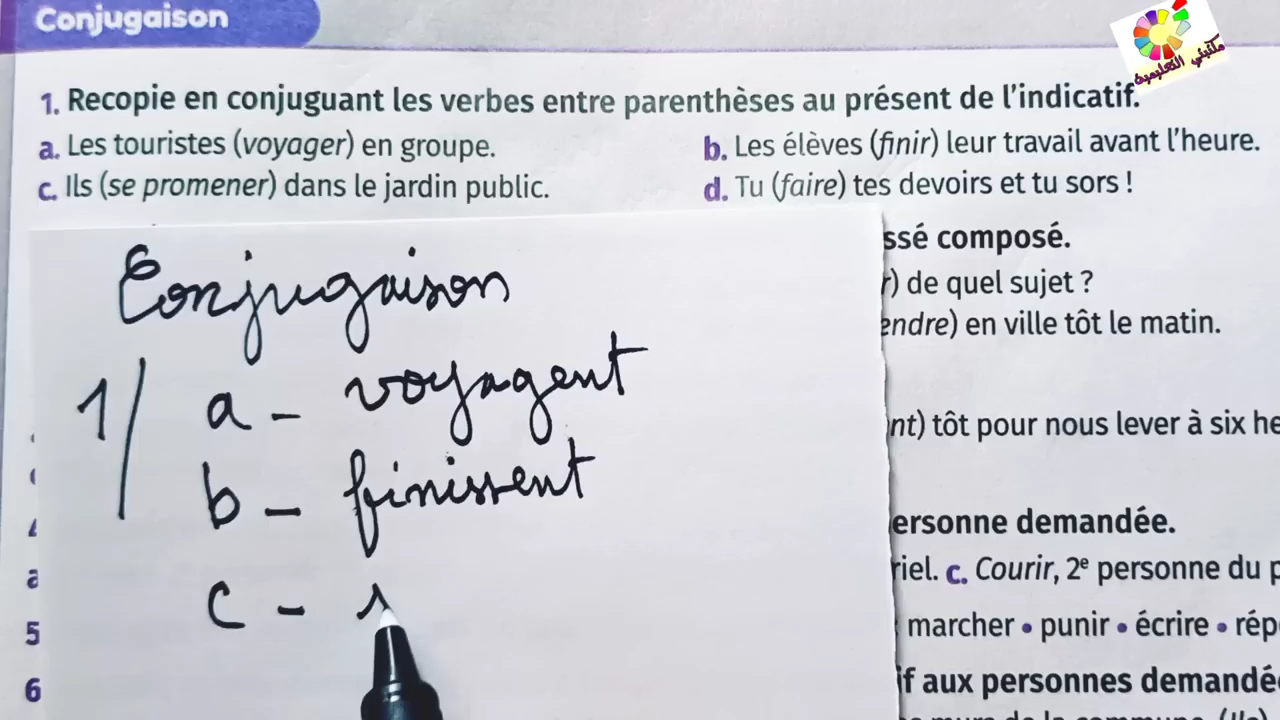 Conjugaison
مكتبتي التعليمية
1. Recopie en conjuguant les verbes entre parenthèses au présent de l'indicatif.
a. Les touristes (voyager) en groupe.
b. Les élèves (finir) leur travail avant l'heure.
c. Ils (se promener) dans le jardin public.
d. Tu (faire) tes devoirs et tu sors !
ssé composé.
r) de quel sujet ?
endre) en ville tôt le matin.
nt) tôt pour nous lever à six he
ersonne demandée.
riel. c. Courir, 2e personne du p
marcher • punir • écrire • rép
if aux personnes demandé
Conjugaison
1/ a - voyagent
b - finissent
c - s
a
5
6